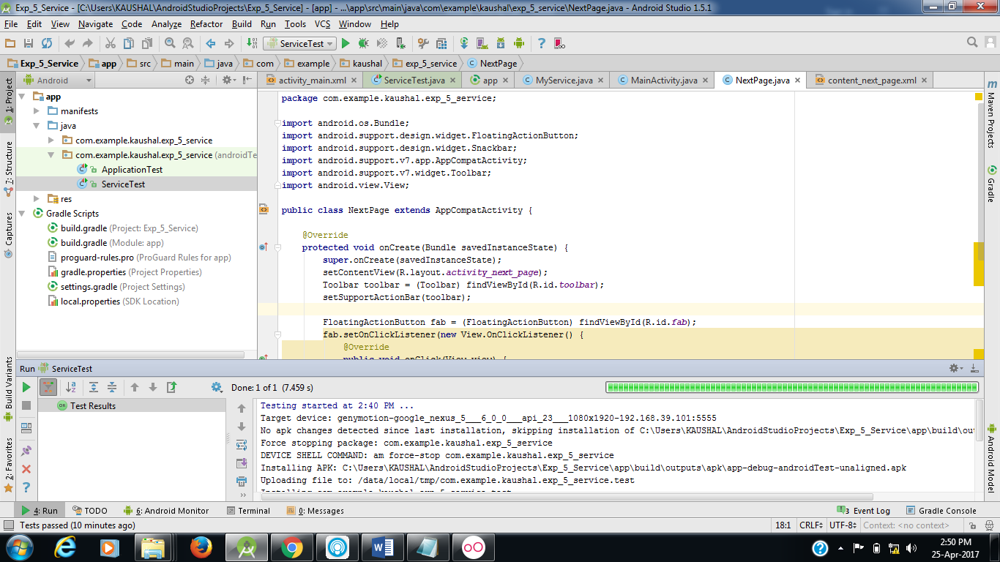 Exp_5_Service - [C:\Users\KAUSHAL\AndroidStudioProjects\Exp_5_Service] - [app] - ...\app\src\main\java\com\example\kaushal\exp_5_service\NextPage.java - Android Studio 1.5.1
File Edit View Navigate Code Analyze Refactor Build Run Tools VCS Window Help
ServiceTest
Exp_5_Service app src main java com example kaushal exp_5_service NextPage
Android
activity_main.xml ServiceTest.java app MyService.java MainActivity.java NextPage.java content_next_page.xml
1: Project
7: Structure
Captures
Build Variants
2: Favorites
app
manifests
java
com.example.kaushal.exp_5_service
com.example.kaushal.exp_5_service (androidTe
ApplicationTest
ServiceTest
res
Gradle Scripts
build.gradle (Project: Exp_5_Service)
build.gradle (Module: app)
proguard-rules.pro (ProGuard Rules for app)
gradle.properties (Project Properties)
settings.gradle (Project Settings)
local.properties (SDK Location)
package com.example.kaushal.exp_5_service;
import android.os.Bundle;
import android.support.design.widget.FloatingActionButton;
import android.support.design.widget.Snackbar;
import android.support.v7.app.AppCompatActivity;
import android.support.v7.widget.Toolbar;
import android.view.View;
public class NextPage extends AppCompatActivity {
@Override
protected void onCreate(Bundle savedInstanceState) {
super.onCreate(savedInstanceState);
setContentView(R.layout.activity_next_page);
Toolbar toolbar = (Toolbar) findViewById(R.id.toolbar);
setSupportActionBar(toolbar);
FloatingActionButton fab = (FloatingActionButton) findViewById(R.id.fab);
fab.setOnClickListener(new View.OnClickListener() {
@Override
public void onClick(View view) {
Maven Projects
Gradle
Android Model
Run ServiceTest
Done: 1 of 1 (7.459 s)
OK Test Results
Testing started at 2:40 PM ...
Target device: genymotion-google_nexus_5___6_0_0___api_23___1080x1920-192.168.39.101:5555
No apk changes detected since last installation, skipping installation of C:\Users\KAUSHAL\AndroidStudioProjects\Exp_5_Service\app\build\ou
Force stopping package: com.example.kaushal.exp_5_service
DEVICE SHELL COMMAND: am force-stop com.example.kaushal.exp_5_service
Installing APK: C:\Users\KAUSHAL\AndroidStudioProjects\Exp_5_Service\app\build\outputs\apk\app-debug-androidTest-unaligned.apk
Uploading file to: /data/local/tmp/com.example.kaushal.exp_5_service.test
4: Run TODO 6: Android Monitor Terminal 0: Messages 3 Event Log Gradle Console
Tests passed (10 minutes ago) 18:1 CRLF UTF-8 Context: <no context>
2:50 PM
25-Apr-2017